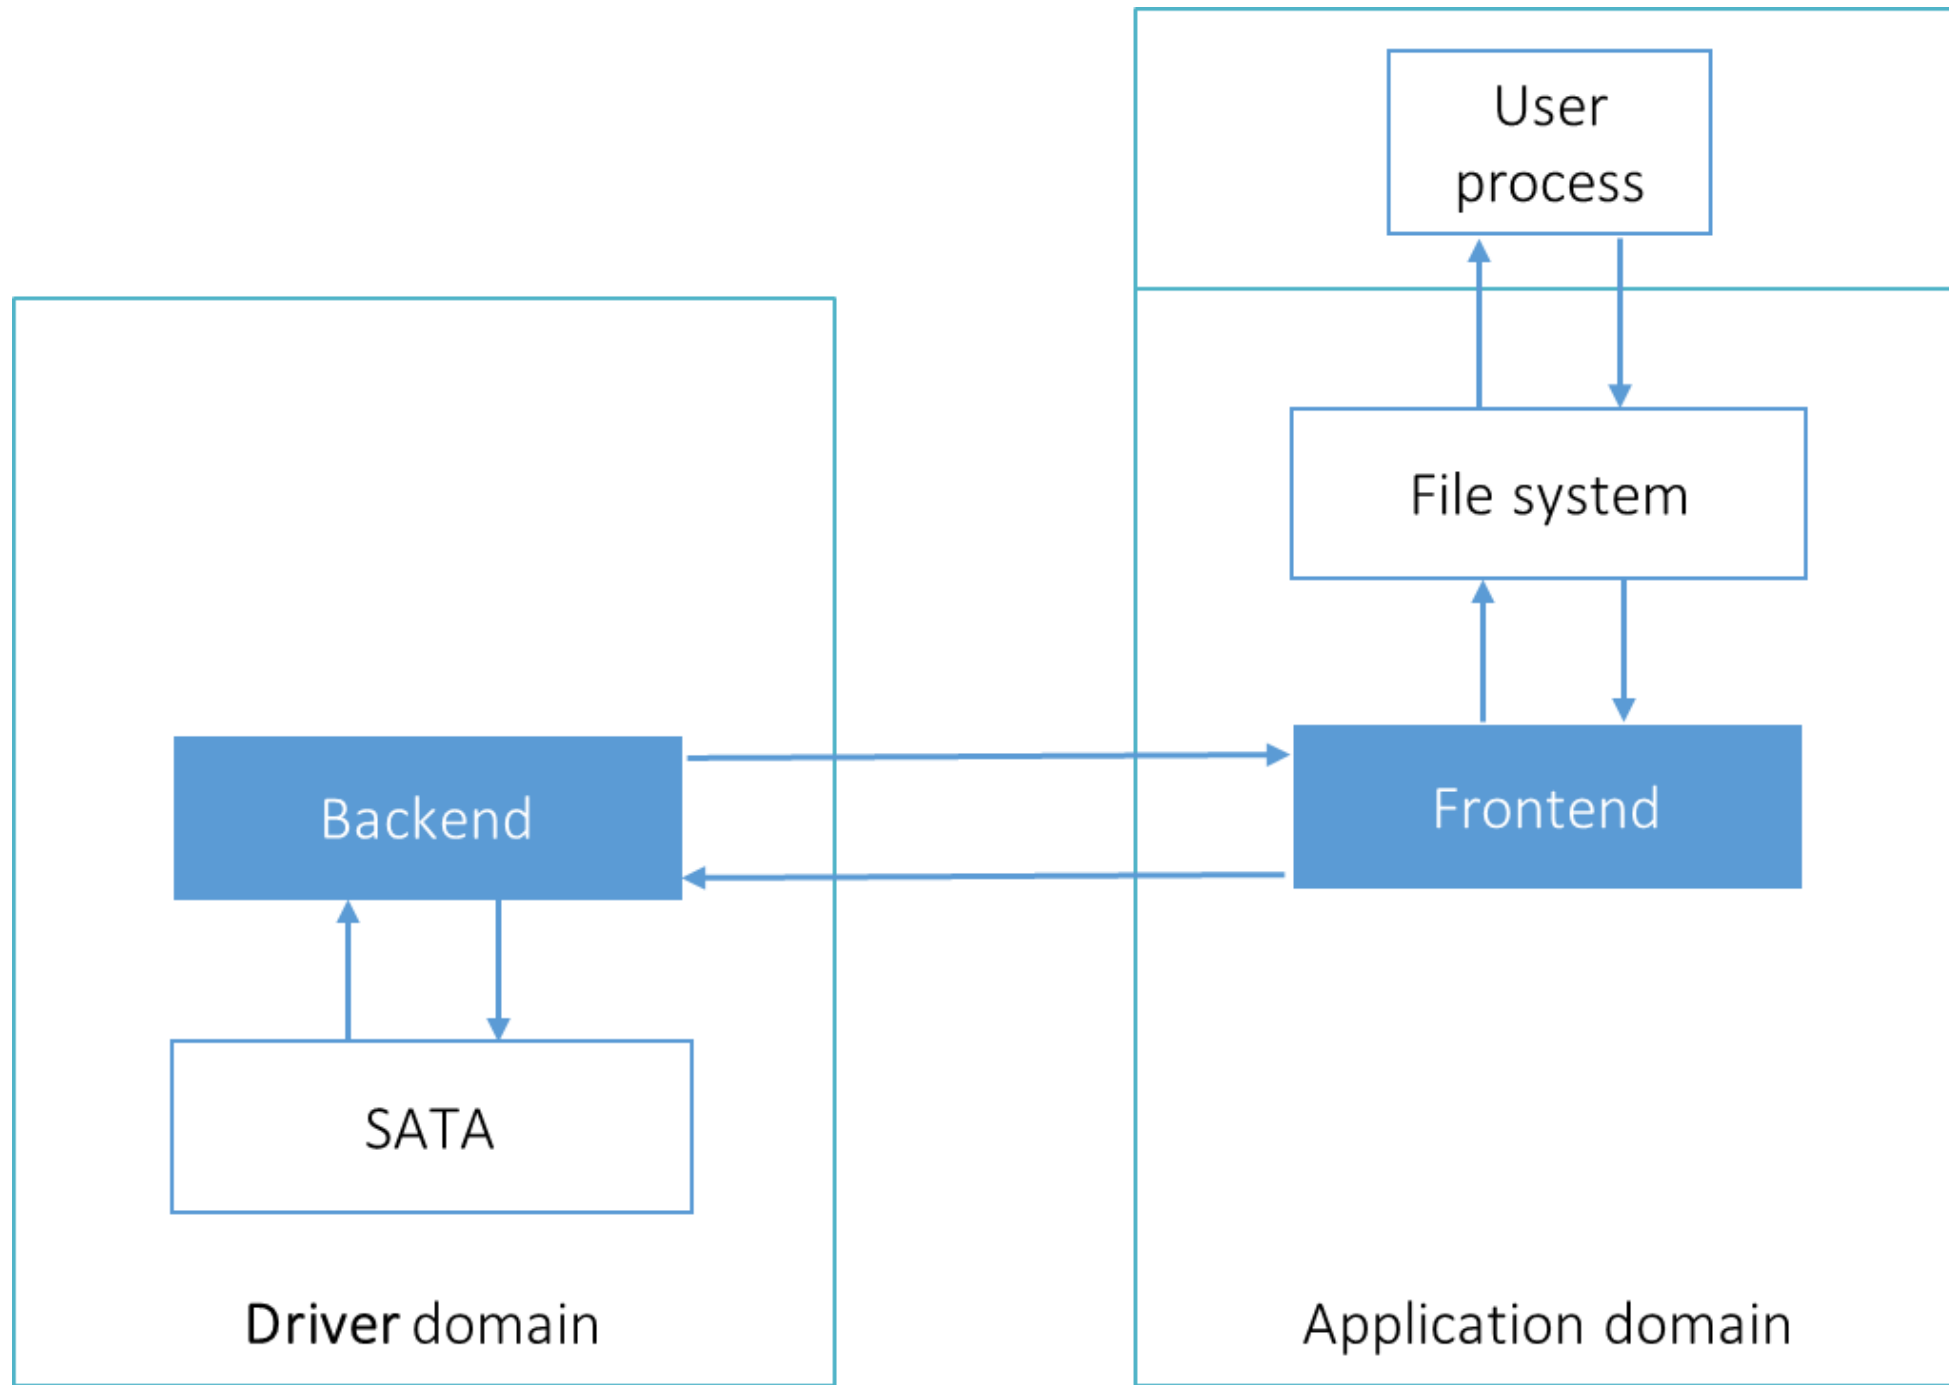 User
process
File system
Backend
Frontend
SATA
Driver domain
Application domain